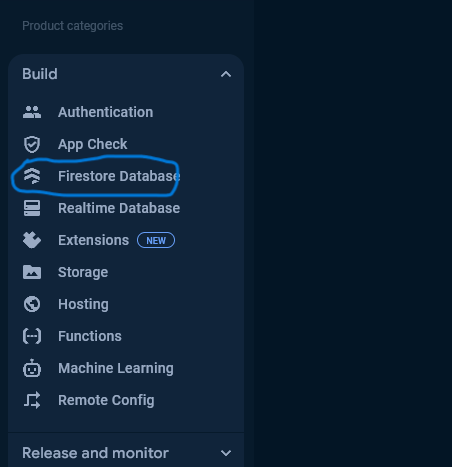 Product categories
Build
Authentication
App Check
Firestore Database
Realtime Database
Extensions NEW
Storage
Hosting
Functions
Machine Learning
Remote Config
Release and monitor